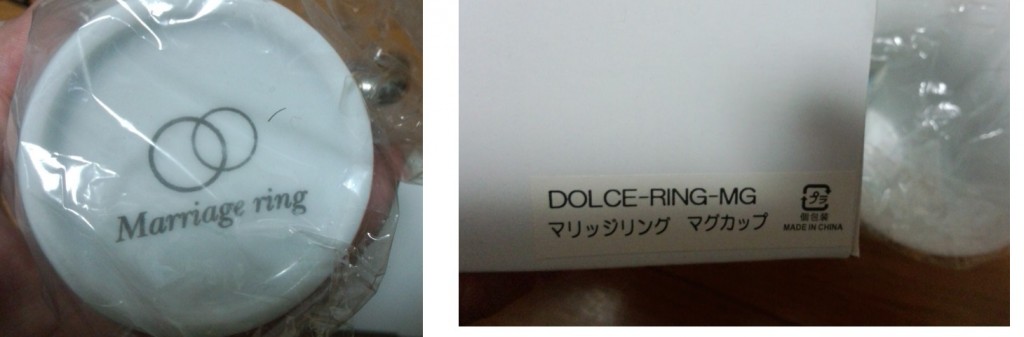 Marriage ring
DOLCE-RING-MG
マリッジリング マグカップ
プラ
個包装
MADE IN CHINA